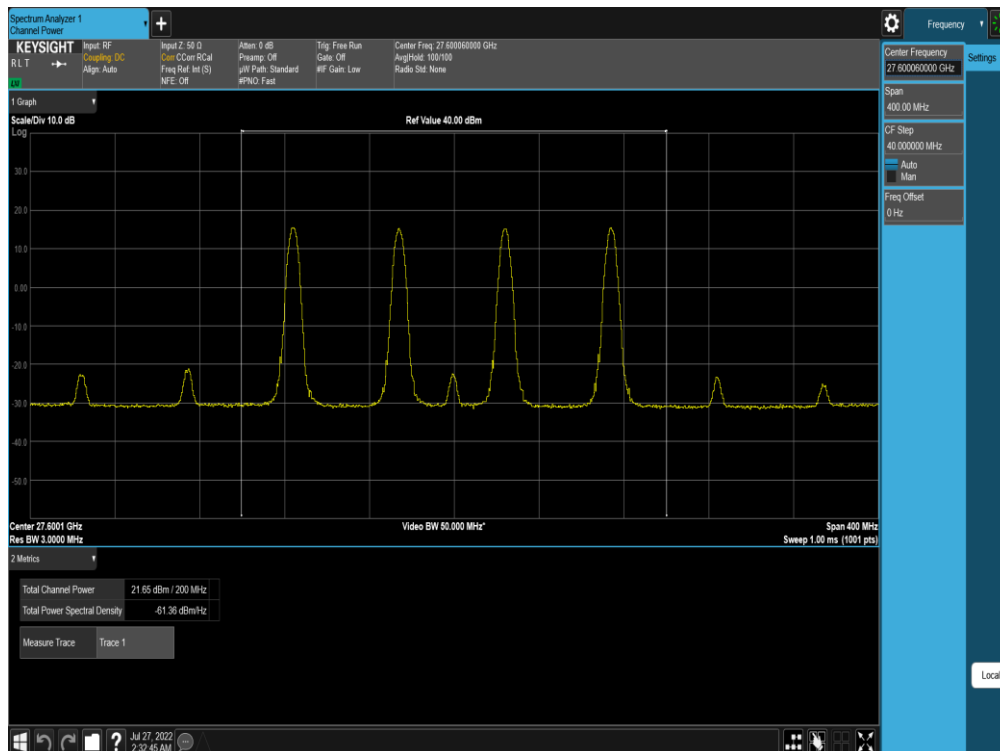 Spectrum Analyzer 1
Channel Power
+
Frequency
KEYSIGHT
R L T
Input: RF
Coupling: DC
Align: Auto
Input Z: 50 Ω
Corr CCorr RCal
Freq Ref: Int (S)
NFE: Off
Atten: 0 dB
Preamp: Off
µW Path: Standard
#PNO: Fast
Trig: Free Run
Gate: Off
#IF Gain: Low
Center Freq: 27.600060000 GHz
Avg|Hold: 100/100
Radio Std: None
Center Frequency
27.600060000 GHz
Settings
Span
400.00 MHz
CF Step
40.000000 MHz
Auto
Man
Freq Offset
0 Hz
1 Graph
Scale/Div 10.0 dB
Ref Value 40.00 dBm
Log
30.0
20.0
10.0
0.00
-10.0
-20.0
-30.0
-40.0
-50.0
Center 27.6001 GHz
Video BW 50.000 MHz*
Span 400 MHz
Res BW 3.0000 MHz
Sweep 1.00 ms (1001 pts)
2 Metrics
Total Channel Power 21.65 dBm / 200 MHz
Total Power Spectral Density -61.36 dBm/Hz
Measure Trace Trace 1
Local
?
Jul 27, 2022
2:32:45 AM